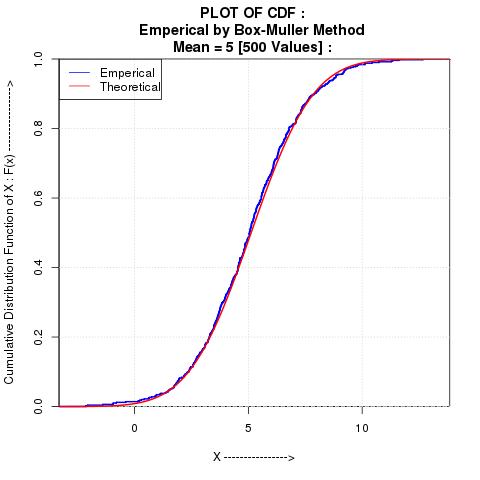 PLOT OF CDF :
Emperical by Box-Muller Method
Mean = 5 [500 Values] :
Cumulative Distribution Function of X : F(x) ---------------->
1.0
0.8
0.6
0.4
0.2
0.0
Emperical
Theoretical
0 5 10
X ---------------->